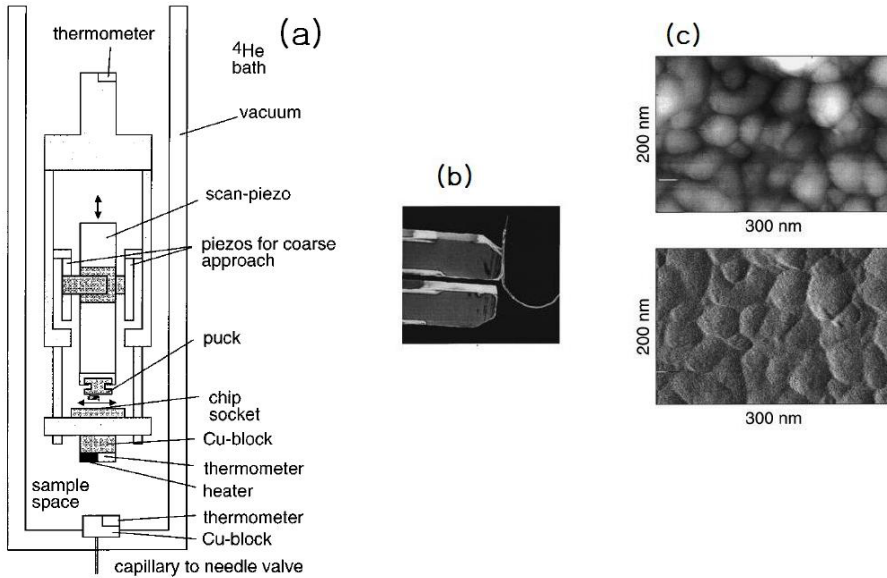 (a)
thermometer
⁴He
bath
vacuum
scan-piezo
piezos for coarse
approach
puck
chip
socket
Cu-block
thermometer
heater
sample
space
thermometer
Cu-block
capillary to needle valve
(b)
(c)
200 nm
300 nm
200 nm
300 nm